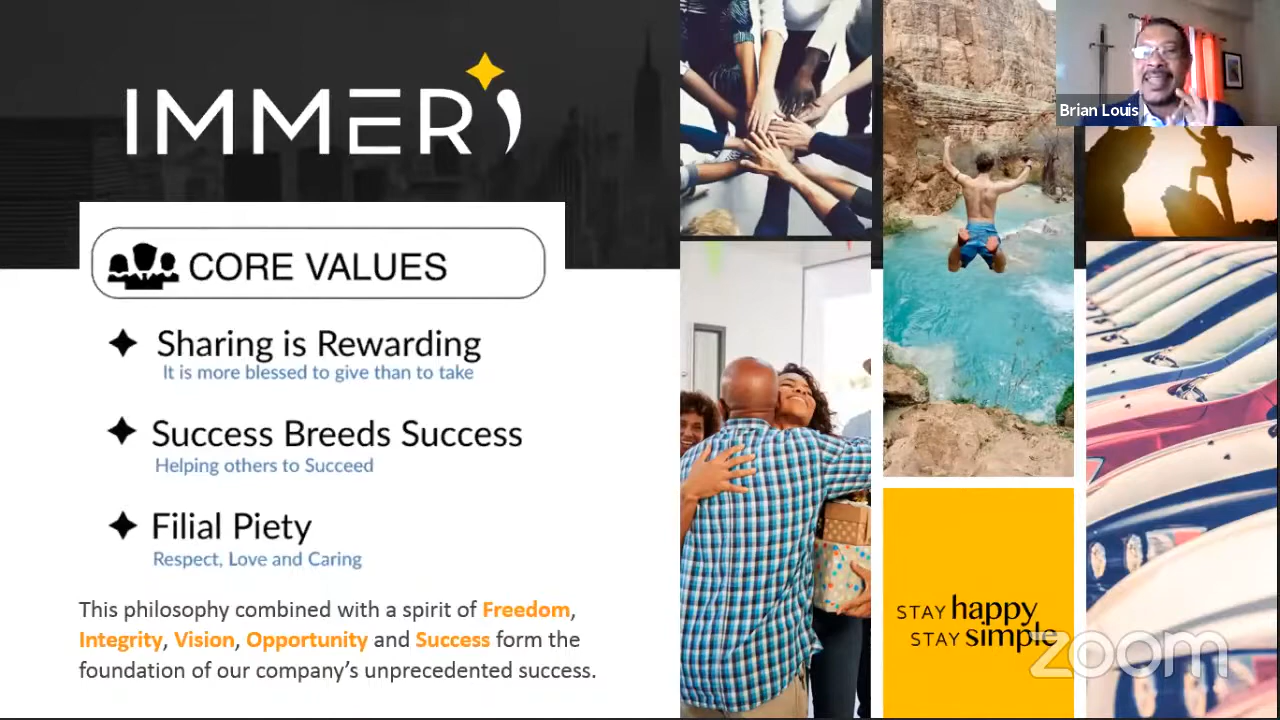 IMMERI
CORE VALUES
Sharing is Rewarding
It is more blessed to give than to take
Success Breeds Success
Helping others to Succeed
Filial Piety
Respect, Love and Caring
This philosophy combined with a spirit of Freedom,
Integrity, Vision, Opportunity and Success form the
foundation of our company’s unprecedented success.
Brian Louis
STAY happy
STAY simple
zoom